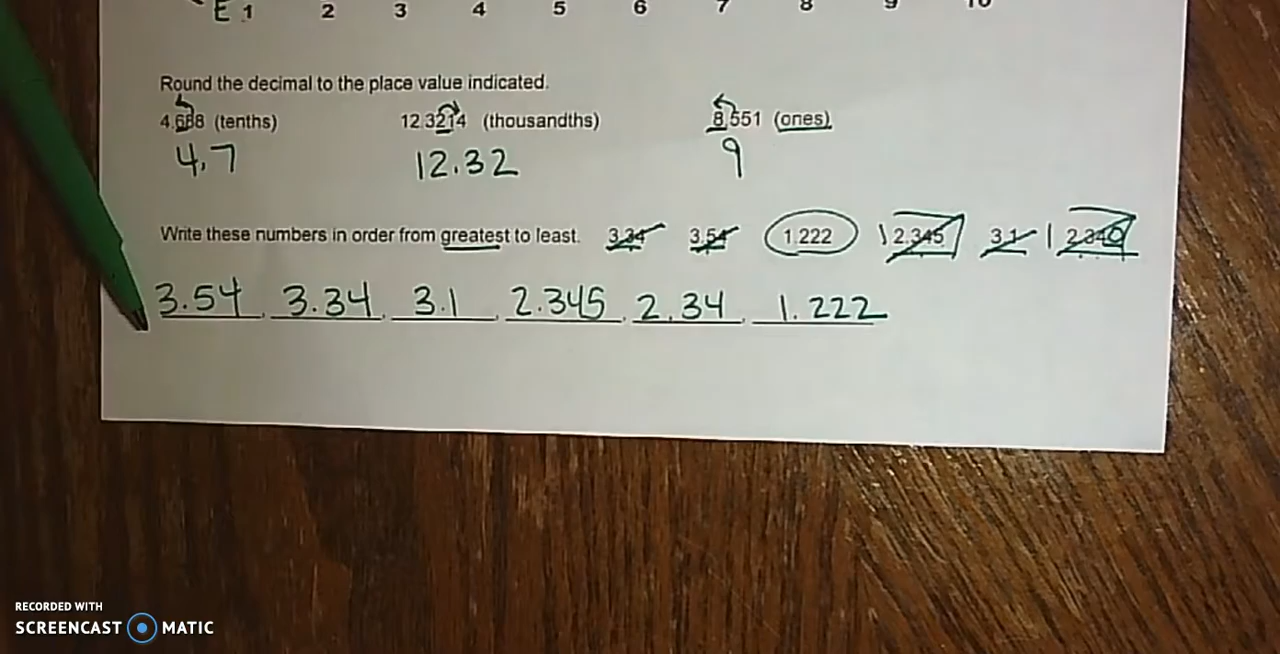 E 1 2 3 4 5 6 7 8 9 10
Round the decimal to the place value indicated.
4.688 (tenths) 12.3214 (thousandths) 8.551 (ones)
4.7 12.32 9
Write these numbers in order from greatest to least. 3.34 3.54 1.222 2.345 3.1 2.340
3.54 3.34 3.1 2.345 2.34 1.222
RECORDED WITH
SCREENCAST MATIC